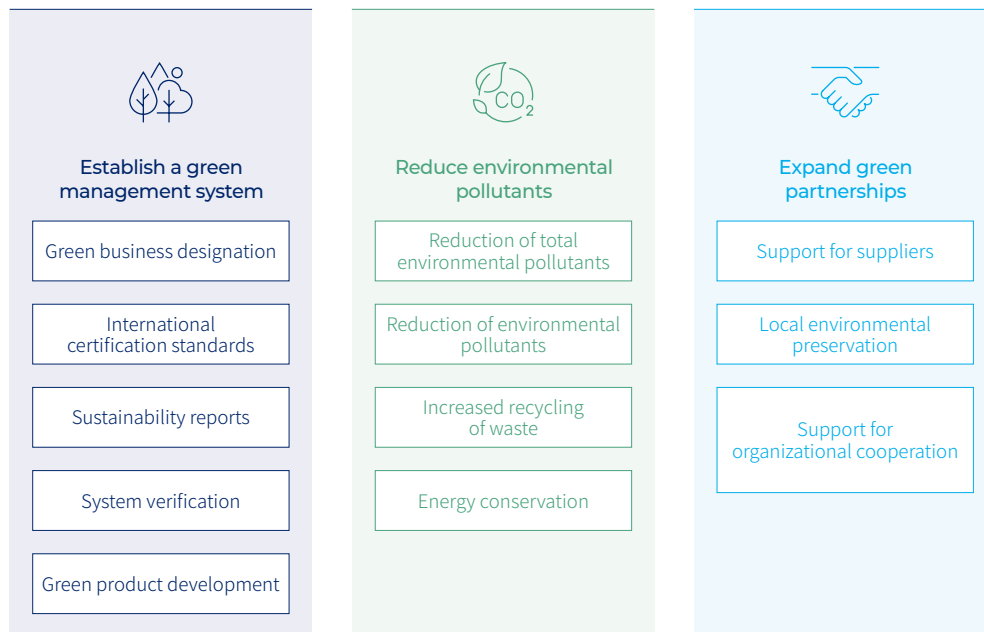 CO2
Establish a green
management system
Green business designation
International
certification standards
Sustainability reports
System verification
Green product development
Reduce environmental
pollutants
Reduction of total
environmental pollutants
Reduction of environmental
pollutants
Increased recycling
of waste
Energy conservation
Expand green
partnerships
Support for suppliers
Local environmental
preservation
Support for
organizational cooperation